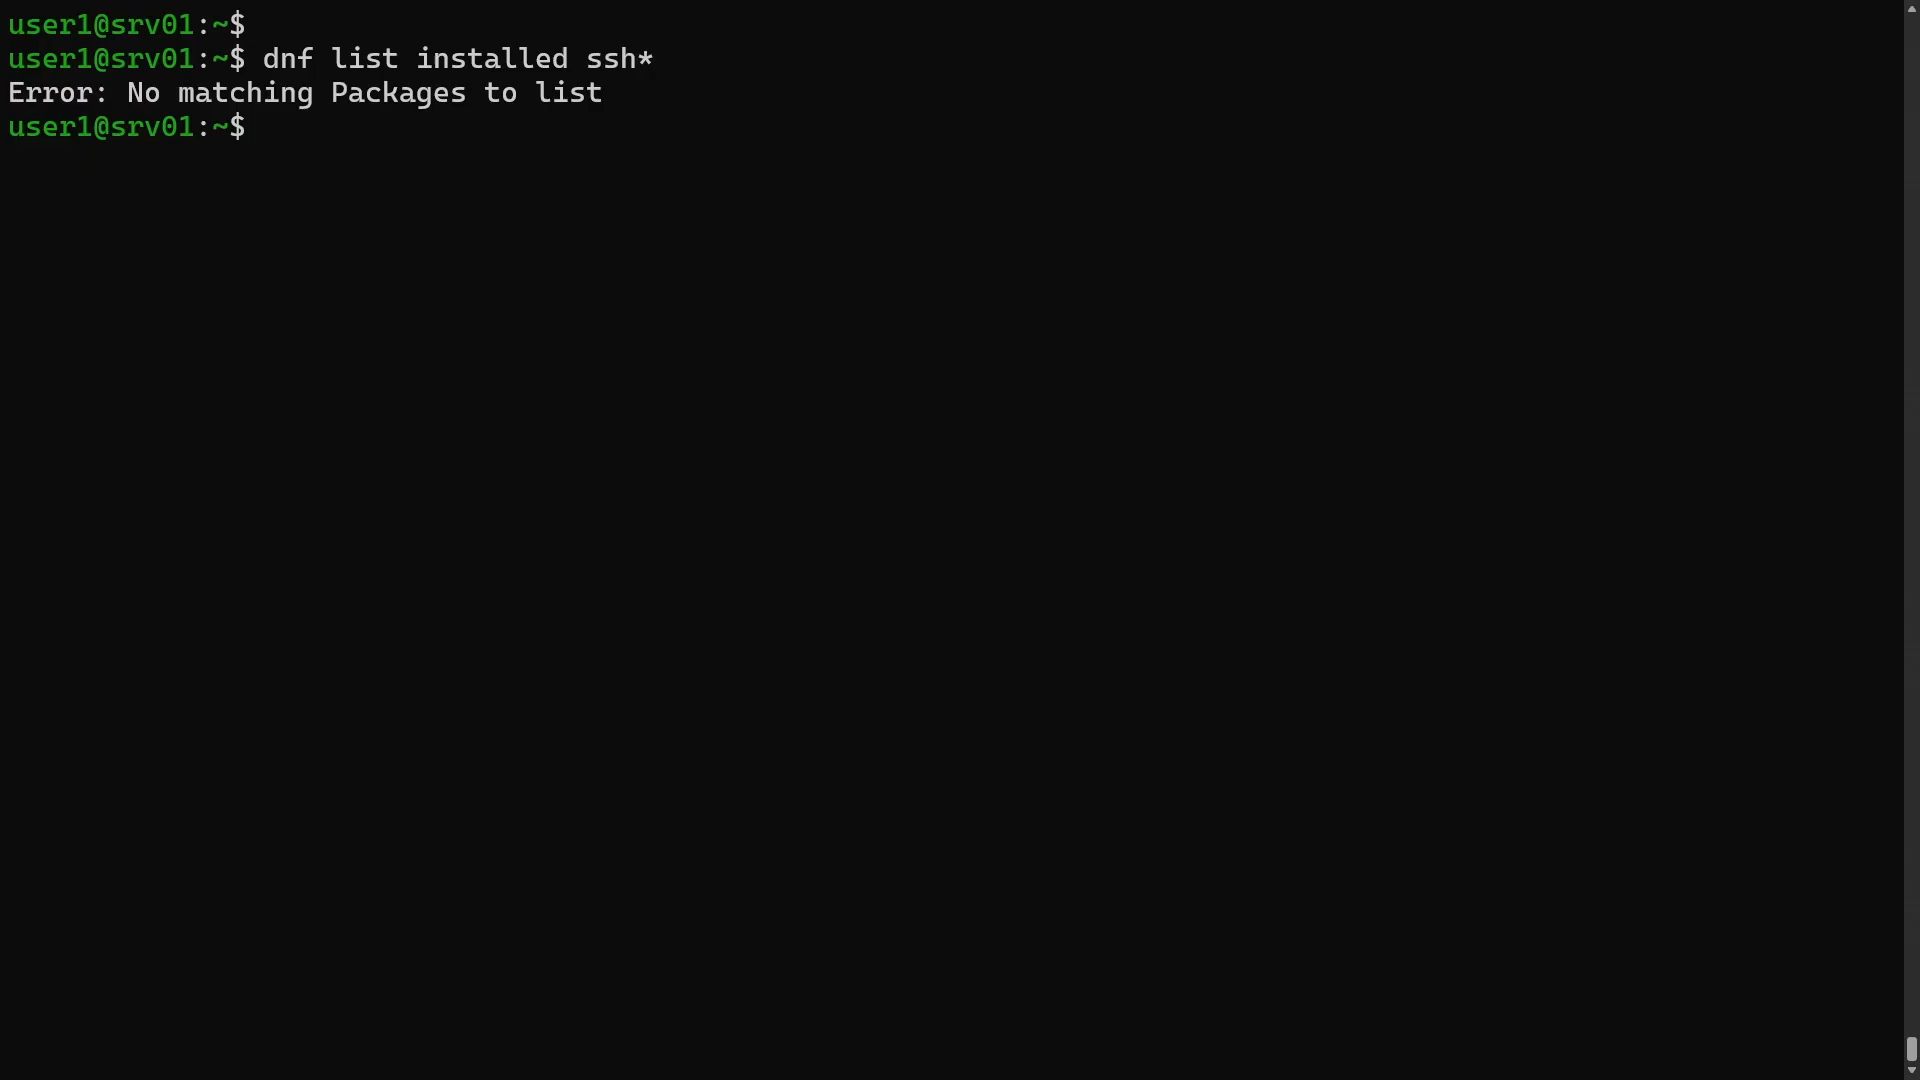 user1@srv01:~$
user1@srv01:~$ dnf list installed ssh*
Error: No matching Packages to list
user1@srv01:~$